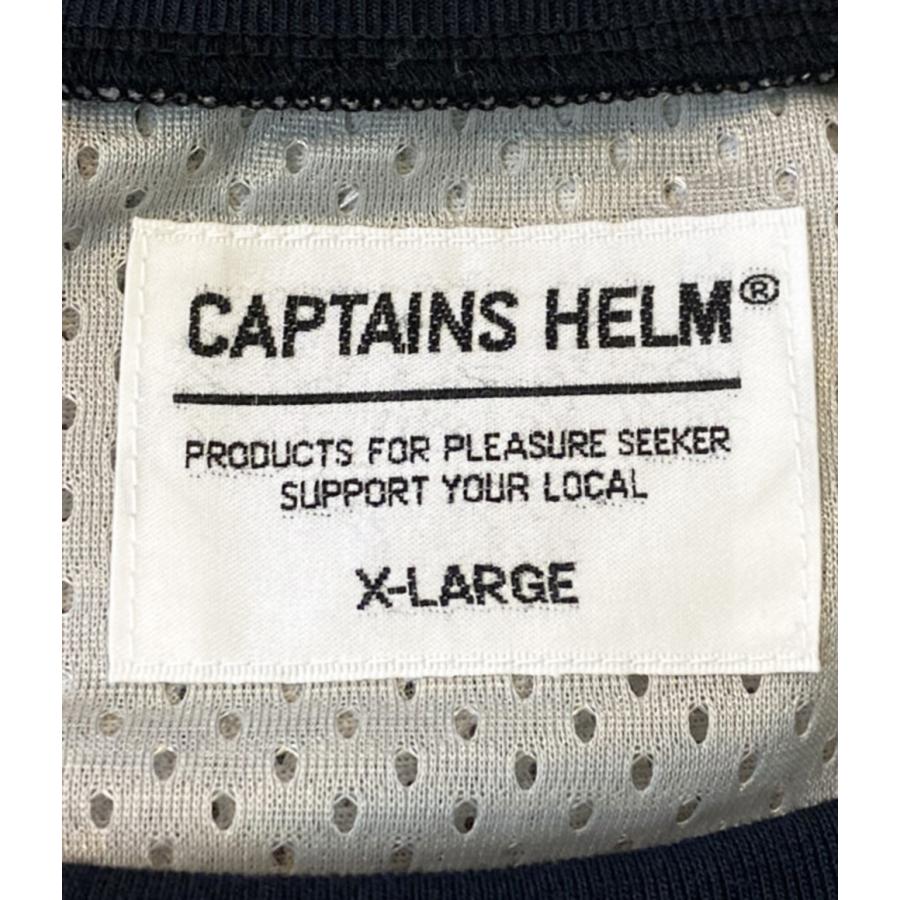 CAPTAINS HELM®
PRODUCTS FOR PLEASURE SEEKER
SUPPORT YOUR LOCAL
X-LARGE